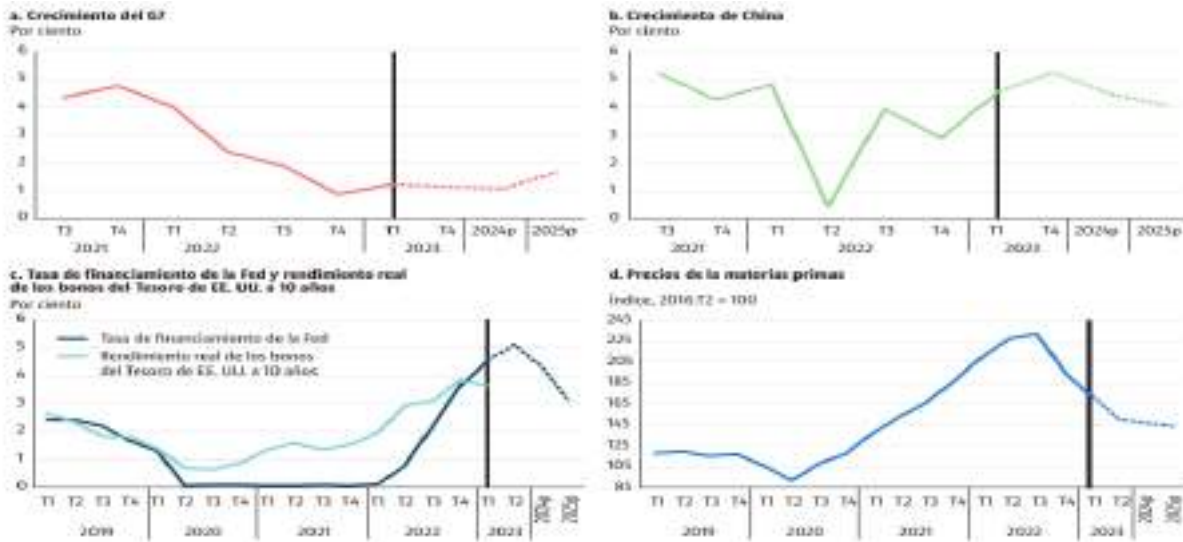 a. Crecimiento del G7
Por ciento
6
5
4
3
2
1
0
T3 T4 T1 T2 T3 T4 T1 T4 2024p 2025p
2021 2022 2023
b. Crecimiento de China
Por ciento
6
5
4
3
2
1
0
T3 T4 T1 T2 T3 T4 T1 T4 2024p 2025p
2021 2022 2023
c. Tasa de financiamiento de la Fed y rendimiento real
de los bonos del Tesoro de EE. UU. a 10 años
Por ciento
6
5
4
3
2
1
0
Tasa de financiamiento de la Fed
Rendimiento real de los bonos
del Tesoro de EE. UU. a 10 años
T1 T2 T3 T4 T1 T2 T3 T4 T1 T2 T3 T4 T1 T2 T3 T4 T1 T2 2024p 2025p
2019 2020 2021 2022 2023
d. Precios de la materias primas
Índice, 2016:T2 = 100
245
225
205
185
165
145
125
105
85
T1 T2 T3 T4 T1 T2 T3 T4 T1 T2 T3 T4 T1 T2 T3 T4 T1 T2 2024p 2025p
2019 2020 2021 2022 2023